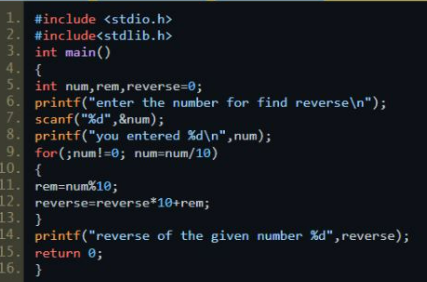 1. #include <stdio.h>
2. #include<stdlib.h>
3. int main()
4. {
5. int num,rem,reverse=0;
6. printf("enter the number for find reverse\n");
7. scanf("%d",&num);
8. printf("you entered %d\n",num);
9. for(;num!=0; num=num/10)
10. {
11. rem=num%10;
12. reverse=reverse*10+rem;
13. }
14. printf("reverse of the given number %d",reverse);
15. return 0;
16. }